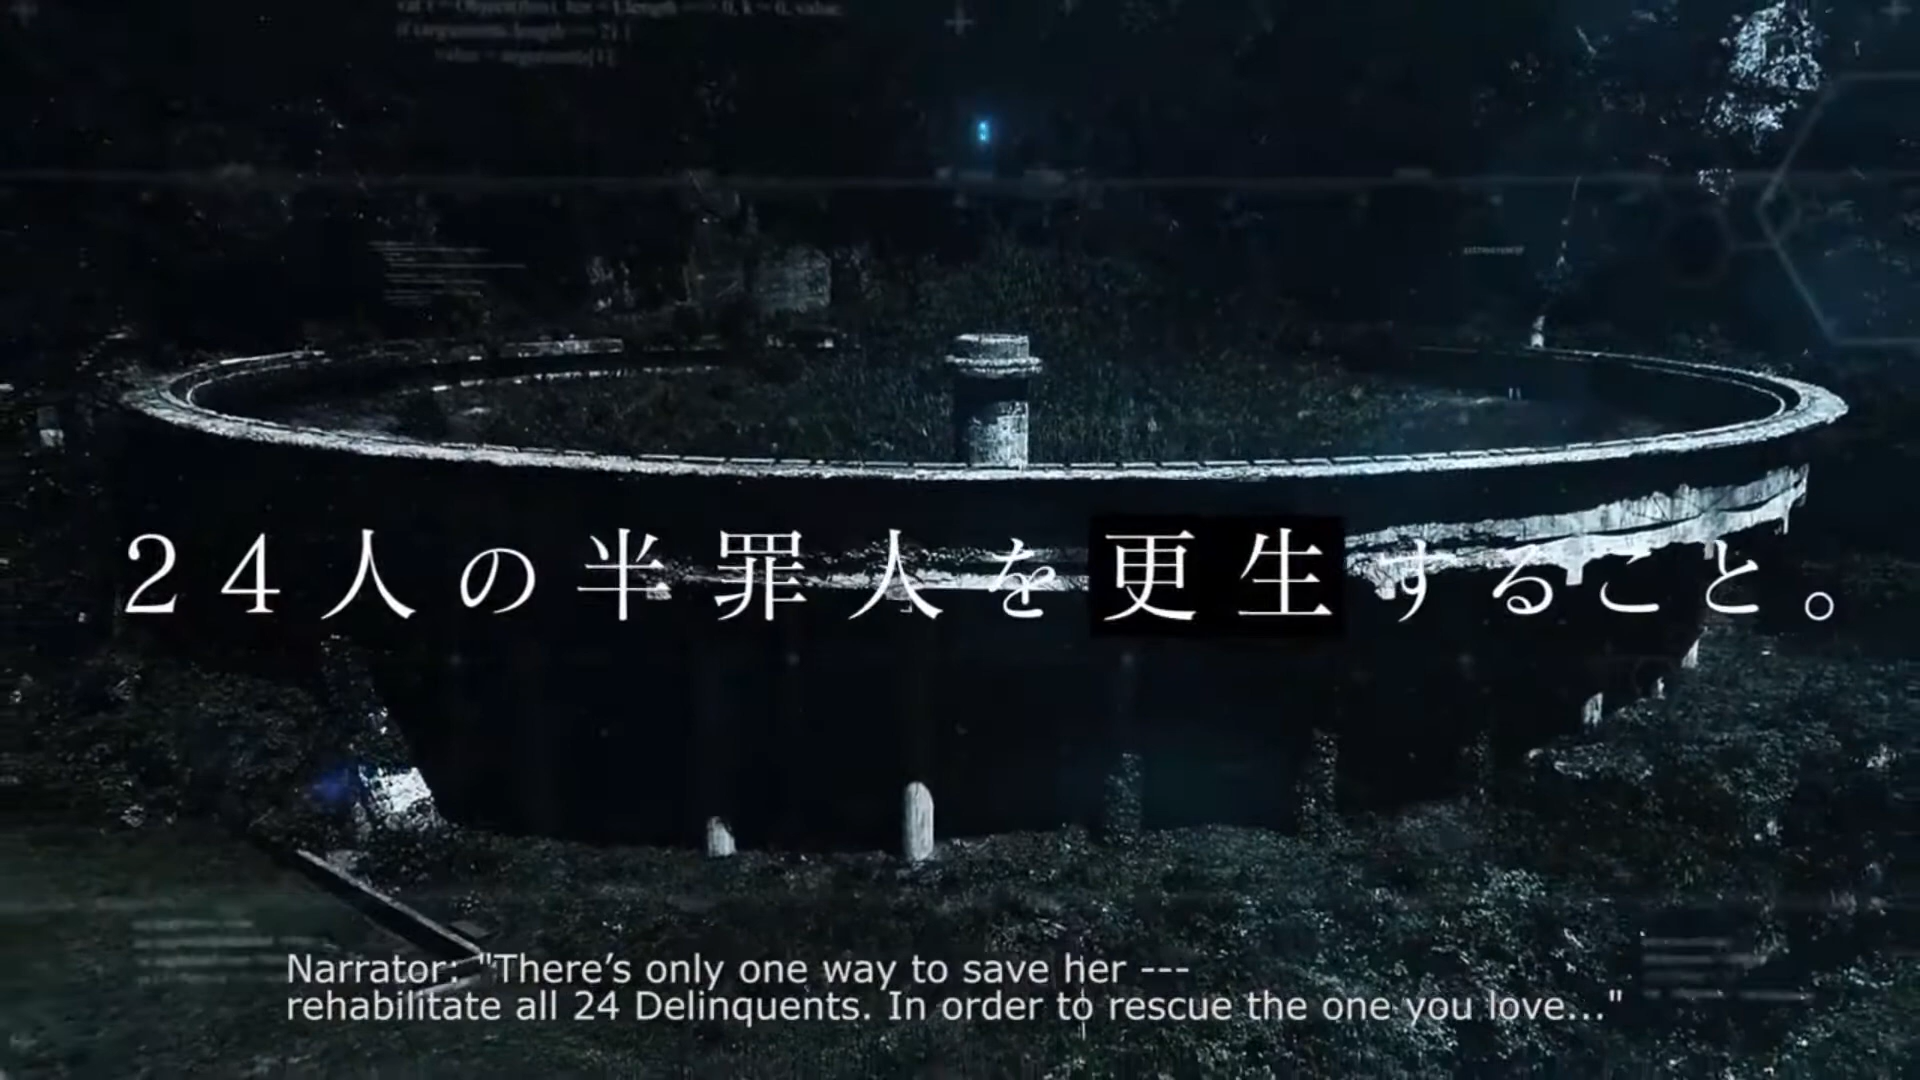 24人の半罪人を更生すること。
Narrator: "There's only one way to save her ---
rehabilitate all 24 Delinquents. In order to rescue the one you love..."